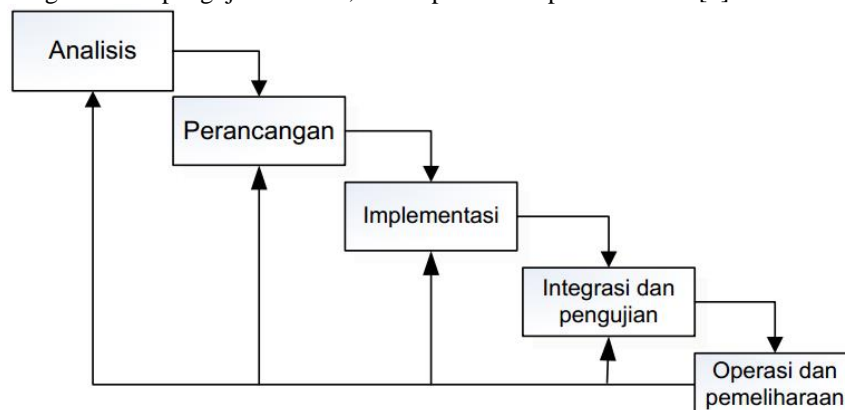 Analisis
Perancangan
Implementasi
Integrasi dan
pengujian
Operasi dan
pemeliharaan